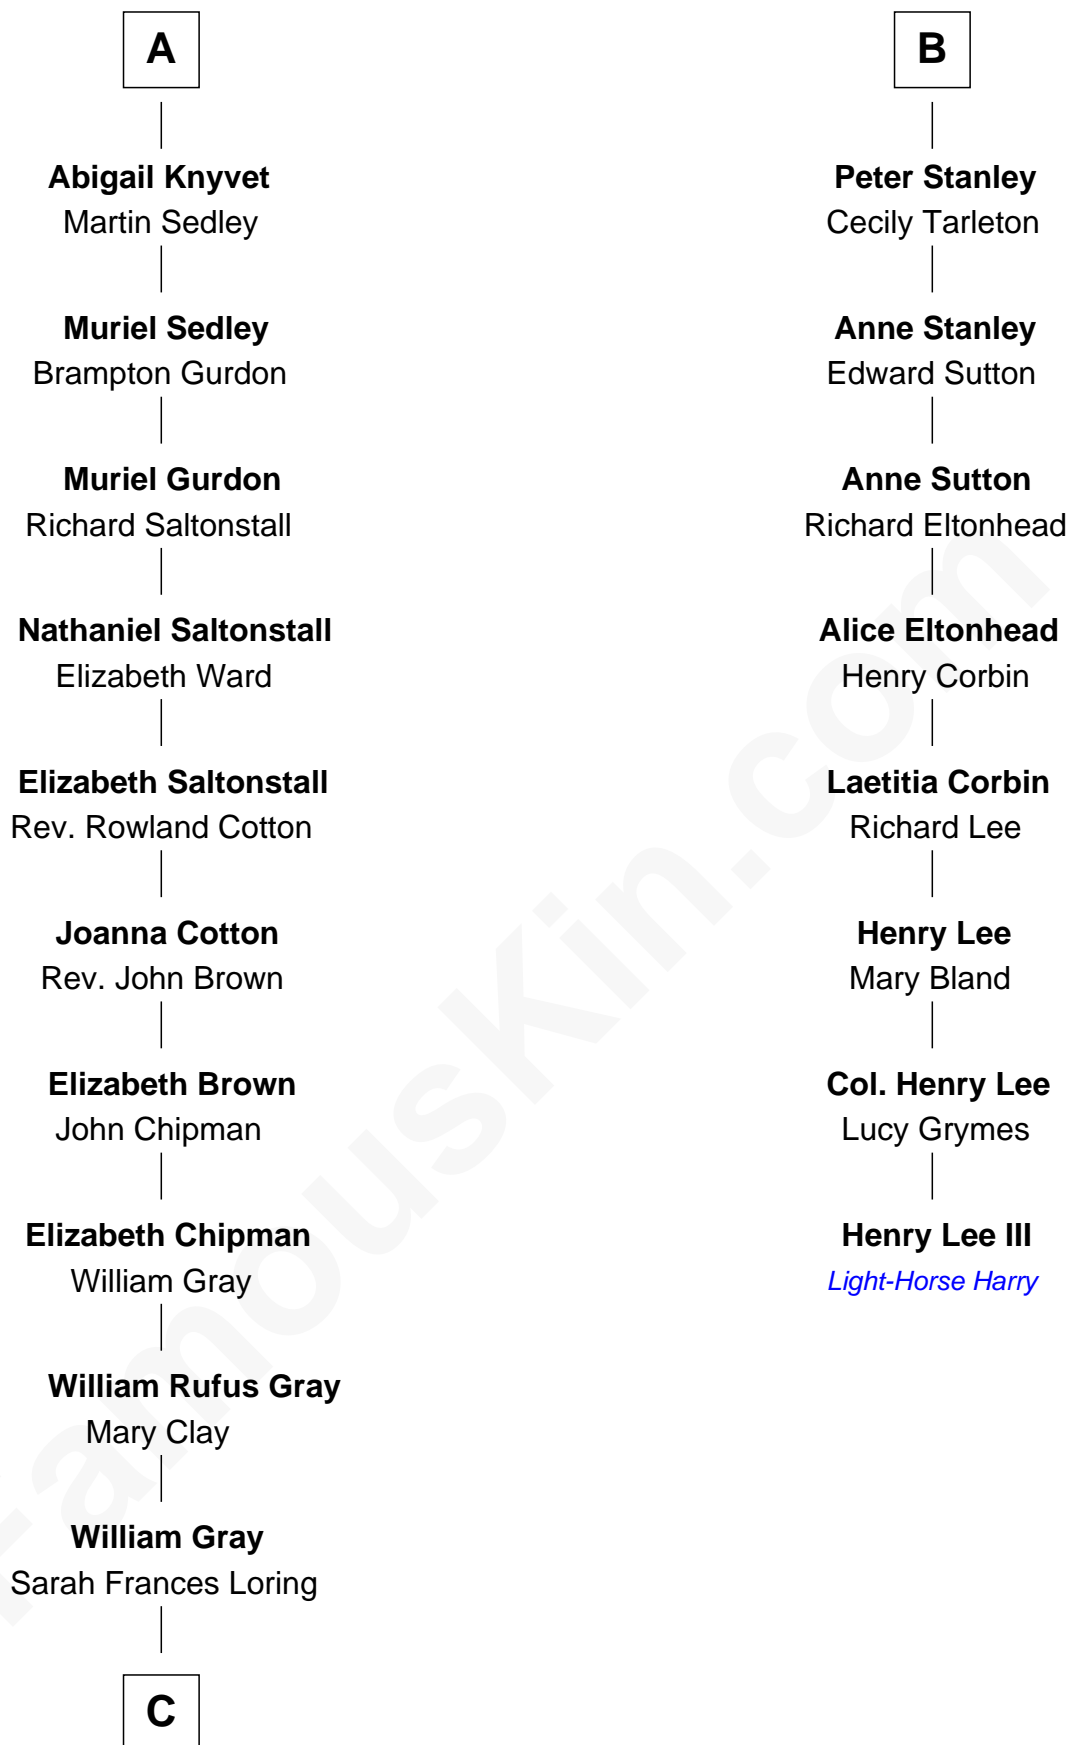 A
Abigail Knyvet
Martin Sedley
Muriel Sedley
Brampton Gurdon
Muriel Gurdon
Richard Saltonstall
Nathaniel Saltonstall
Elizabeth Ward
Elizabeth Saltonstall
Rev. Rowland Cotton
Joanna Cotton
Rev. John Brown
Elizabeth Brown
John Chipman
Elizabeth Chipman
William Gray
William Rufus Gray
Mary Clay
William Gray
Sarah Frances Loring
C
B
Peter Stanley
Cecily Tarleton
Anne Stanley
Edward Sutton
Anne Sutton
Richard Eltonhead
Alice Eltonhead
Henry Corbin
Laetitia Corbin
Richard Lee
Henry Lee
Mary Bland
Col. Henry Lee
Lucy Grymes
Henry Lee III
Light-Horse Harry
FamousKin.com